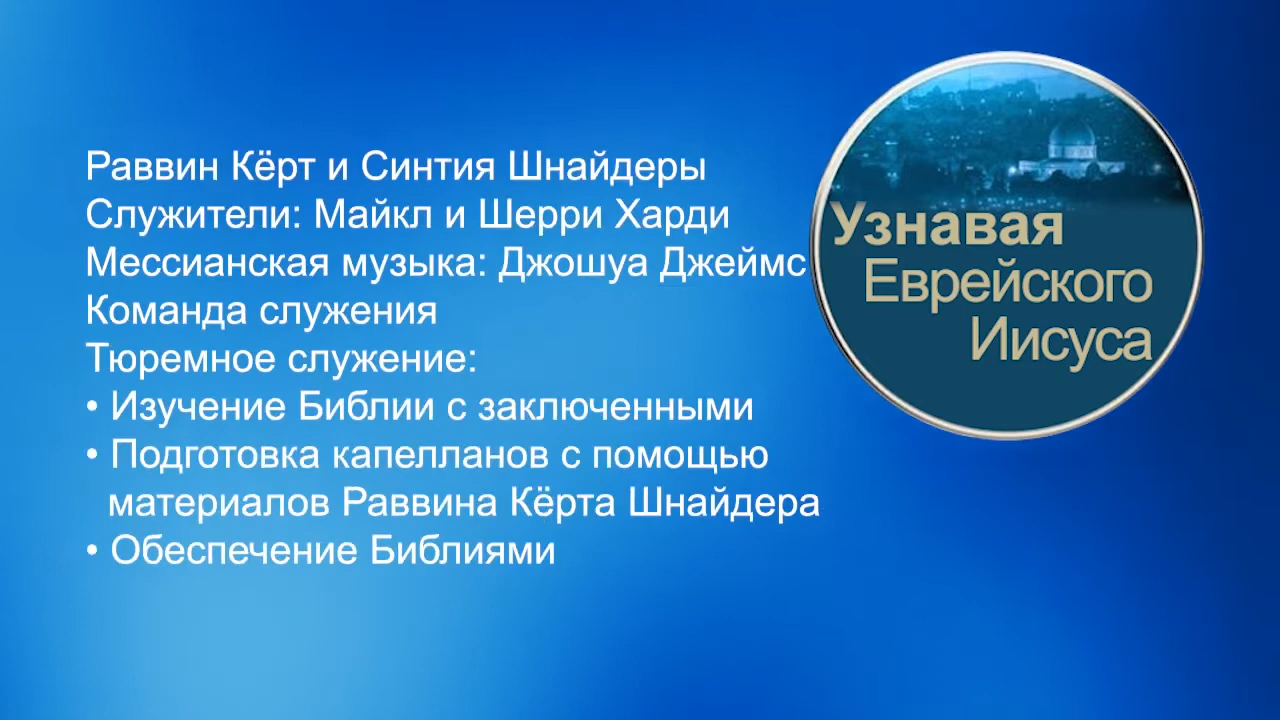 Раввин Кёрт и Синтия Шнайдеры
Служители: Майкл и Шерри Харди
Мессианская музыка: Джошуа Джеймс
Команда служения
Тюремное служение:
• Изучение Библии с заключенными
• Подготовка капелланов с помощью
материалов Раввина Кёрта Шнайдера
• Обеспечение Библиями
Узнавая
Еврейского
Иисуса